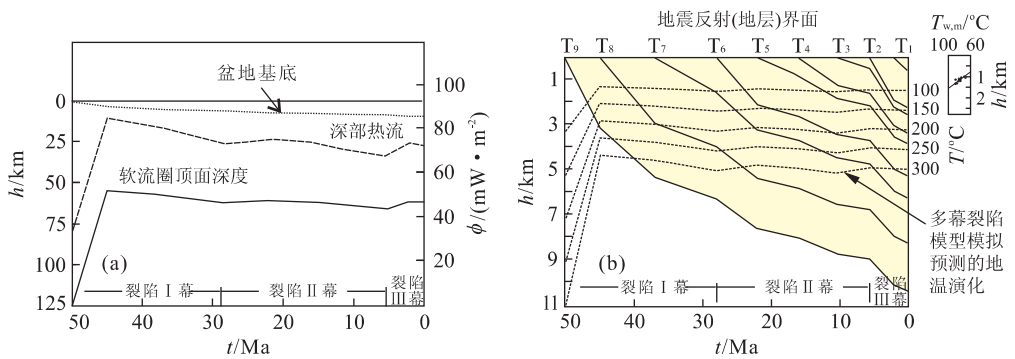 盆地基底
深部热流
软流圈顶面深度
(a)
裂陷Ⅰ幕
裂陷Ⅱ幕
裂陷
Ⅲ幕
h/km
0
25
50
75
100
125
ϕ/(mW·m⁻²)
100
80
60
40
20
50 40 30 20 10 0
t/Ma
地震反射(地层)界面
T₉ T₈ T₇ T₆ T₅ T₄ T₃ T₂ T₁
h/km
1
3
5
7
9
11
(b)
裂陷Ⅰ幕
裂陷Ⅱ幕
裂陷
Ⅲ幕
50 40 30 20 10 0
t/Ma
100
150
200
250
300
T/°C
Tw,m/°C
100 60
1
2
h/km
多幕裂陷
模型模拟
预测的地
温演化